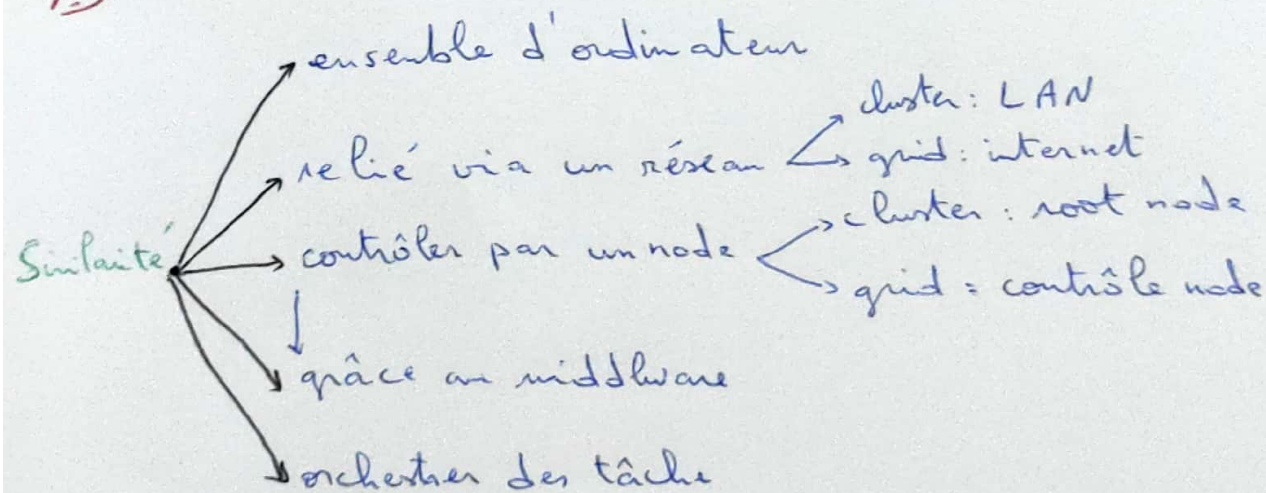 ensemble d'ordinateur
relié via un réseau
cluster : LAN
grid : internet
Similarité
contrôler par un node
cluster : root node
grid : contrôle node
grâce au middlware
orchestrer des tâche